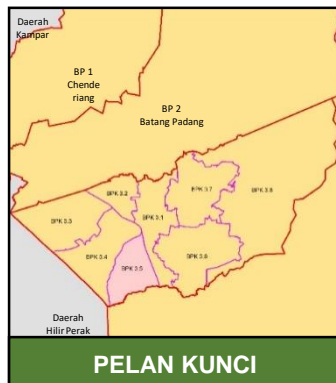 Daerah
Kampar
BP 1
Chende
riang
BP 2
Batang Padang
BPK 3.2
BPK 3.7
BPK 3.8
BPK 3.3
BPK 3.1
BPK 3.4
BPK 3.5
BPK 3.6
Daerah
Hilir Perak
PELAN KUNCI